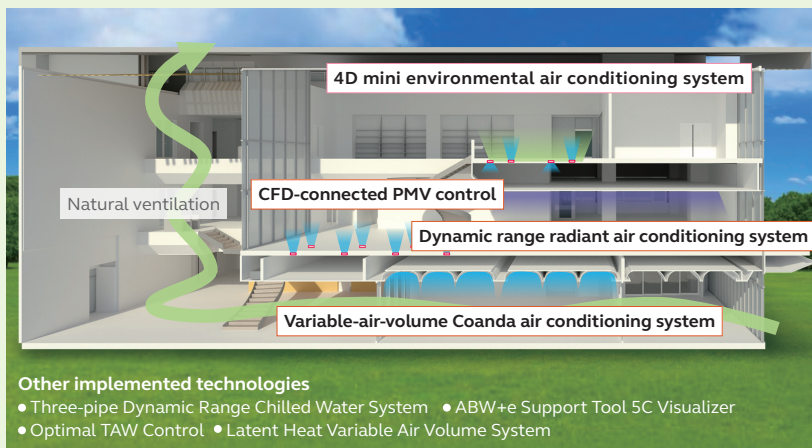 4D mini environmental air conditioning system
CFD-connected PMV control
Natural ventilation
Dynamic range radiant air conditioning system
Variable-air-volume Coanda air conditioning system
Other implemented technologies
● Three-pipe Dynamic Range Chilled Water System ● ABW+e Support Tool 5C Visualizer
● Optimal TAW Control ● Latent Heat Variable Air Volume System